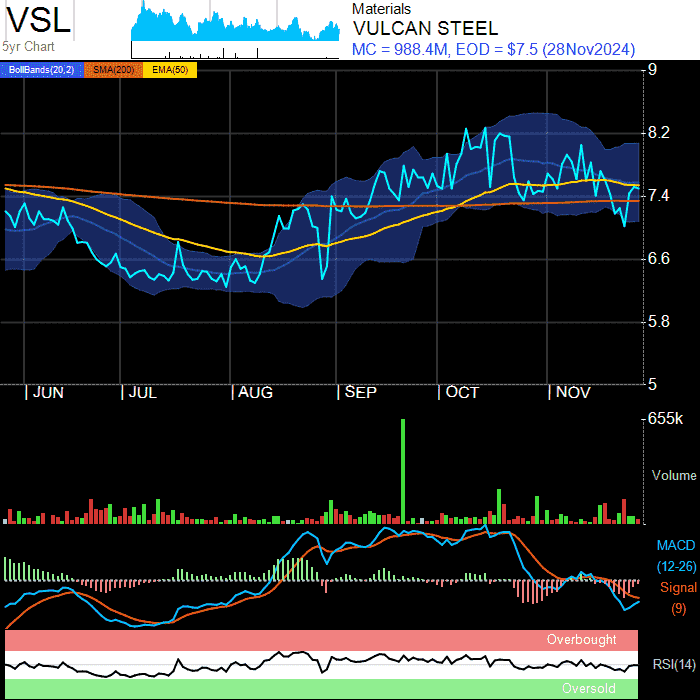 VSL
5yr Chart
Materials
VULCAN STEEL
MC = 988.4M, EOD = $7.5 (28Nov2024)
BollBands(20,2) SMA(200) EMA(50)
9
8.2
7.4
6.6
5.8
5
JUN JUL AUG SEP OCT NOV
655k
Volume
MACD
(12-26)
Signal
(9)
Overbought
RSI(14)
Oversold